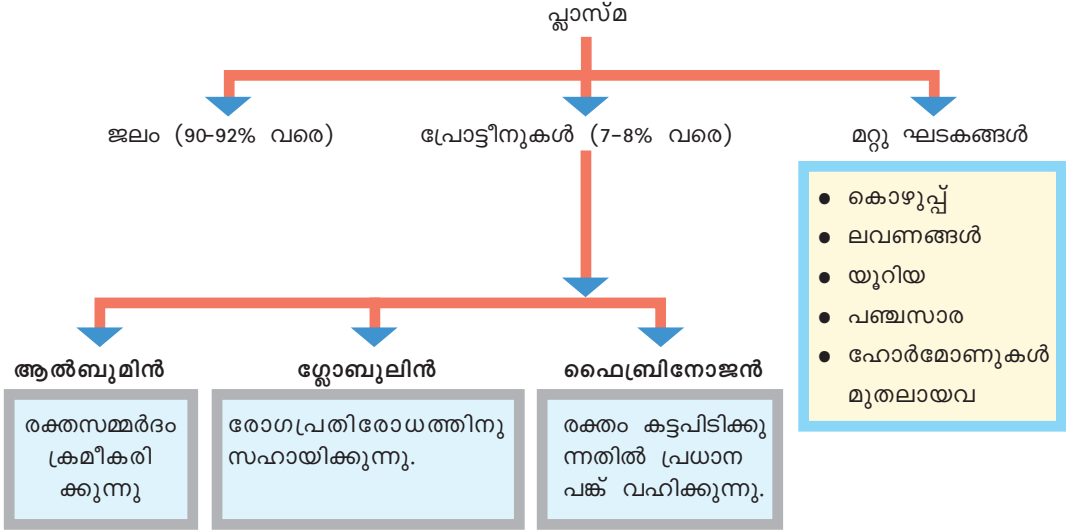 പ്ലാസ്മ
ജലം (90-92% വരെ)
പ്രോട്ടീനുകൾ (7-8% വരെ)
മറ്റു ഘടകങ്ങൾ
● കൊഴുപ്പ്
● ലവണങ്ങൾ
● യൂറിയ
● പഞ്ചസാര
● ഹോർമോണുകൾ
മുതലായവ
ആൽബുമിൻ
രക്തസമ്മർദം
ക്രമീകരി
ക്കുന്നു
ഗ്ലോബുലിൻ
രോഗപ്രതിരോധത്തിനു
സഹായിക്കുന്നു.
ഫൈബ്രിനോജൻ
രക്തം കട്ടപിടിക്കു
ന്നതിൽ പ്രധാന
പങ്ക് വഹിക്കുന്നു.